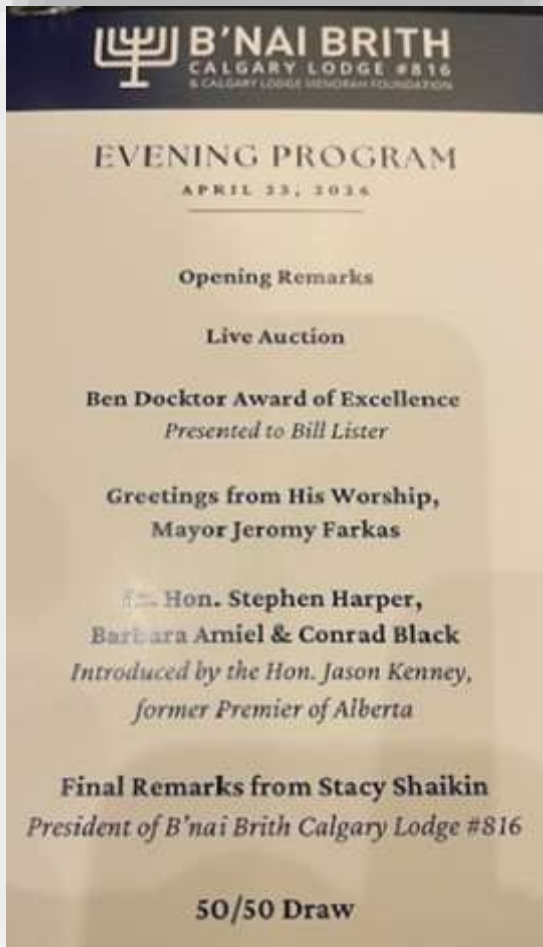 B'NAI BRITH
CALGARY LODGE #816
& CALGARY LODGE MENORAH FOUNDATION
EVENING PROGRAM
APRIL 23, 2026
Opening Remarks
Live Auction
Ben Docktor Award of Excellence
Presented to Bill Lister
Greetings from His Worship,
Mayor Jeromy Farkas
Hon. Stephen Harper,
Barbara Amiel & Conrad Black
Introduced by the Hon. Jason Kenney,
former Premier of Alberta
Final Remarks from Stacy Shaikin
President of B'nai Brith Calgary Lodge #816
50/50 Draw